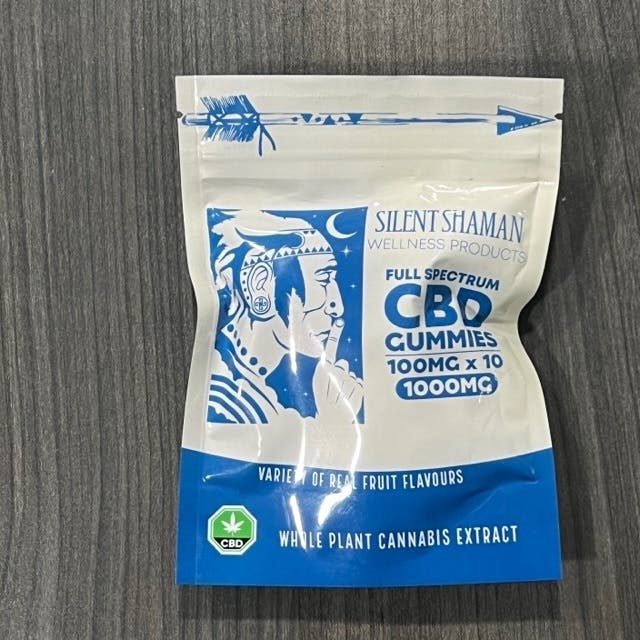 SILENT SHAMAN
WELLNESS PRODUCTS
FULL SPECTRUM
CBD
GUMMIES
100MG x 10
1000MG
VARIETY OF REAL FRUIT FLAVOURS
CBD
WHOLE PLANT CANNABIS EXTRACT